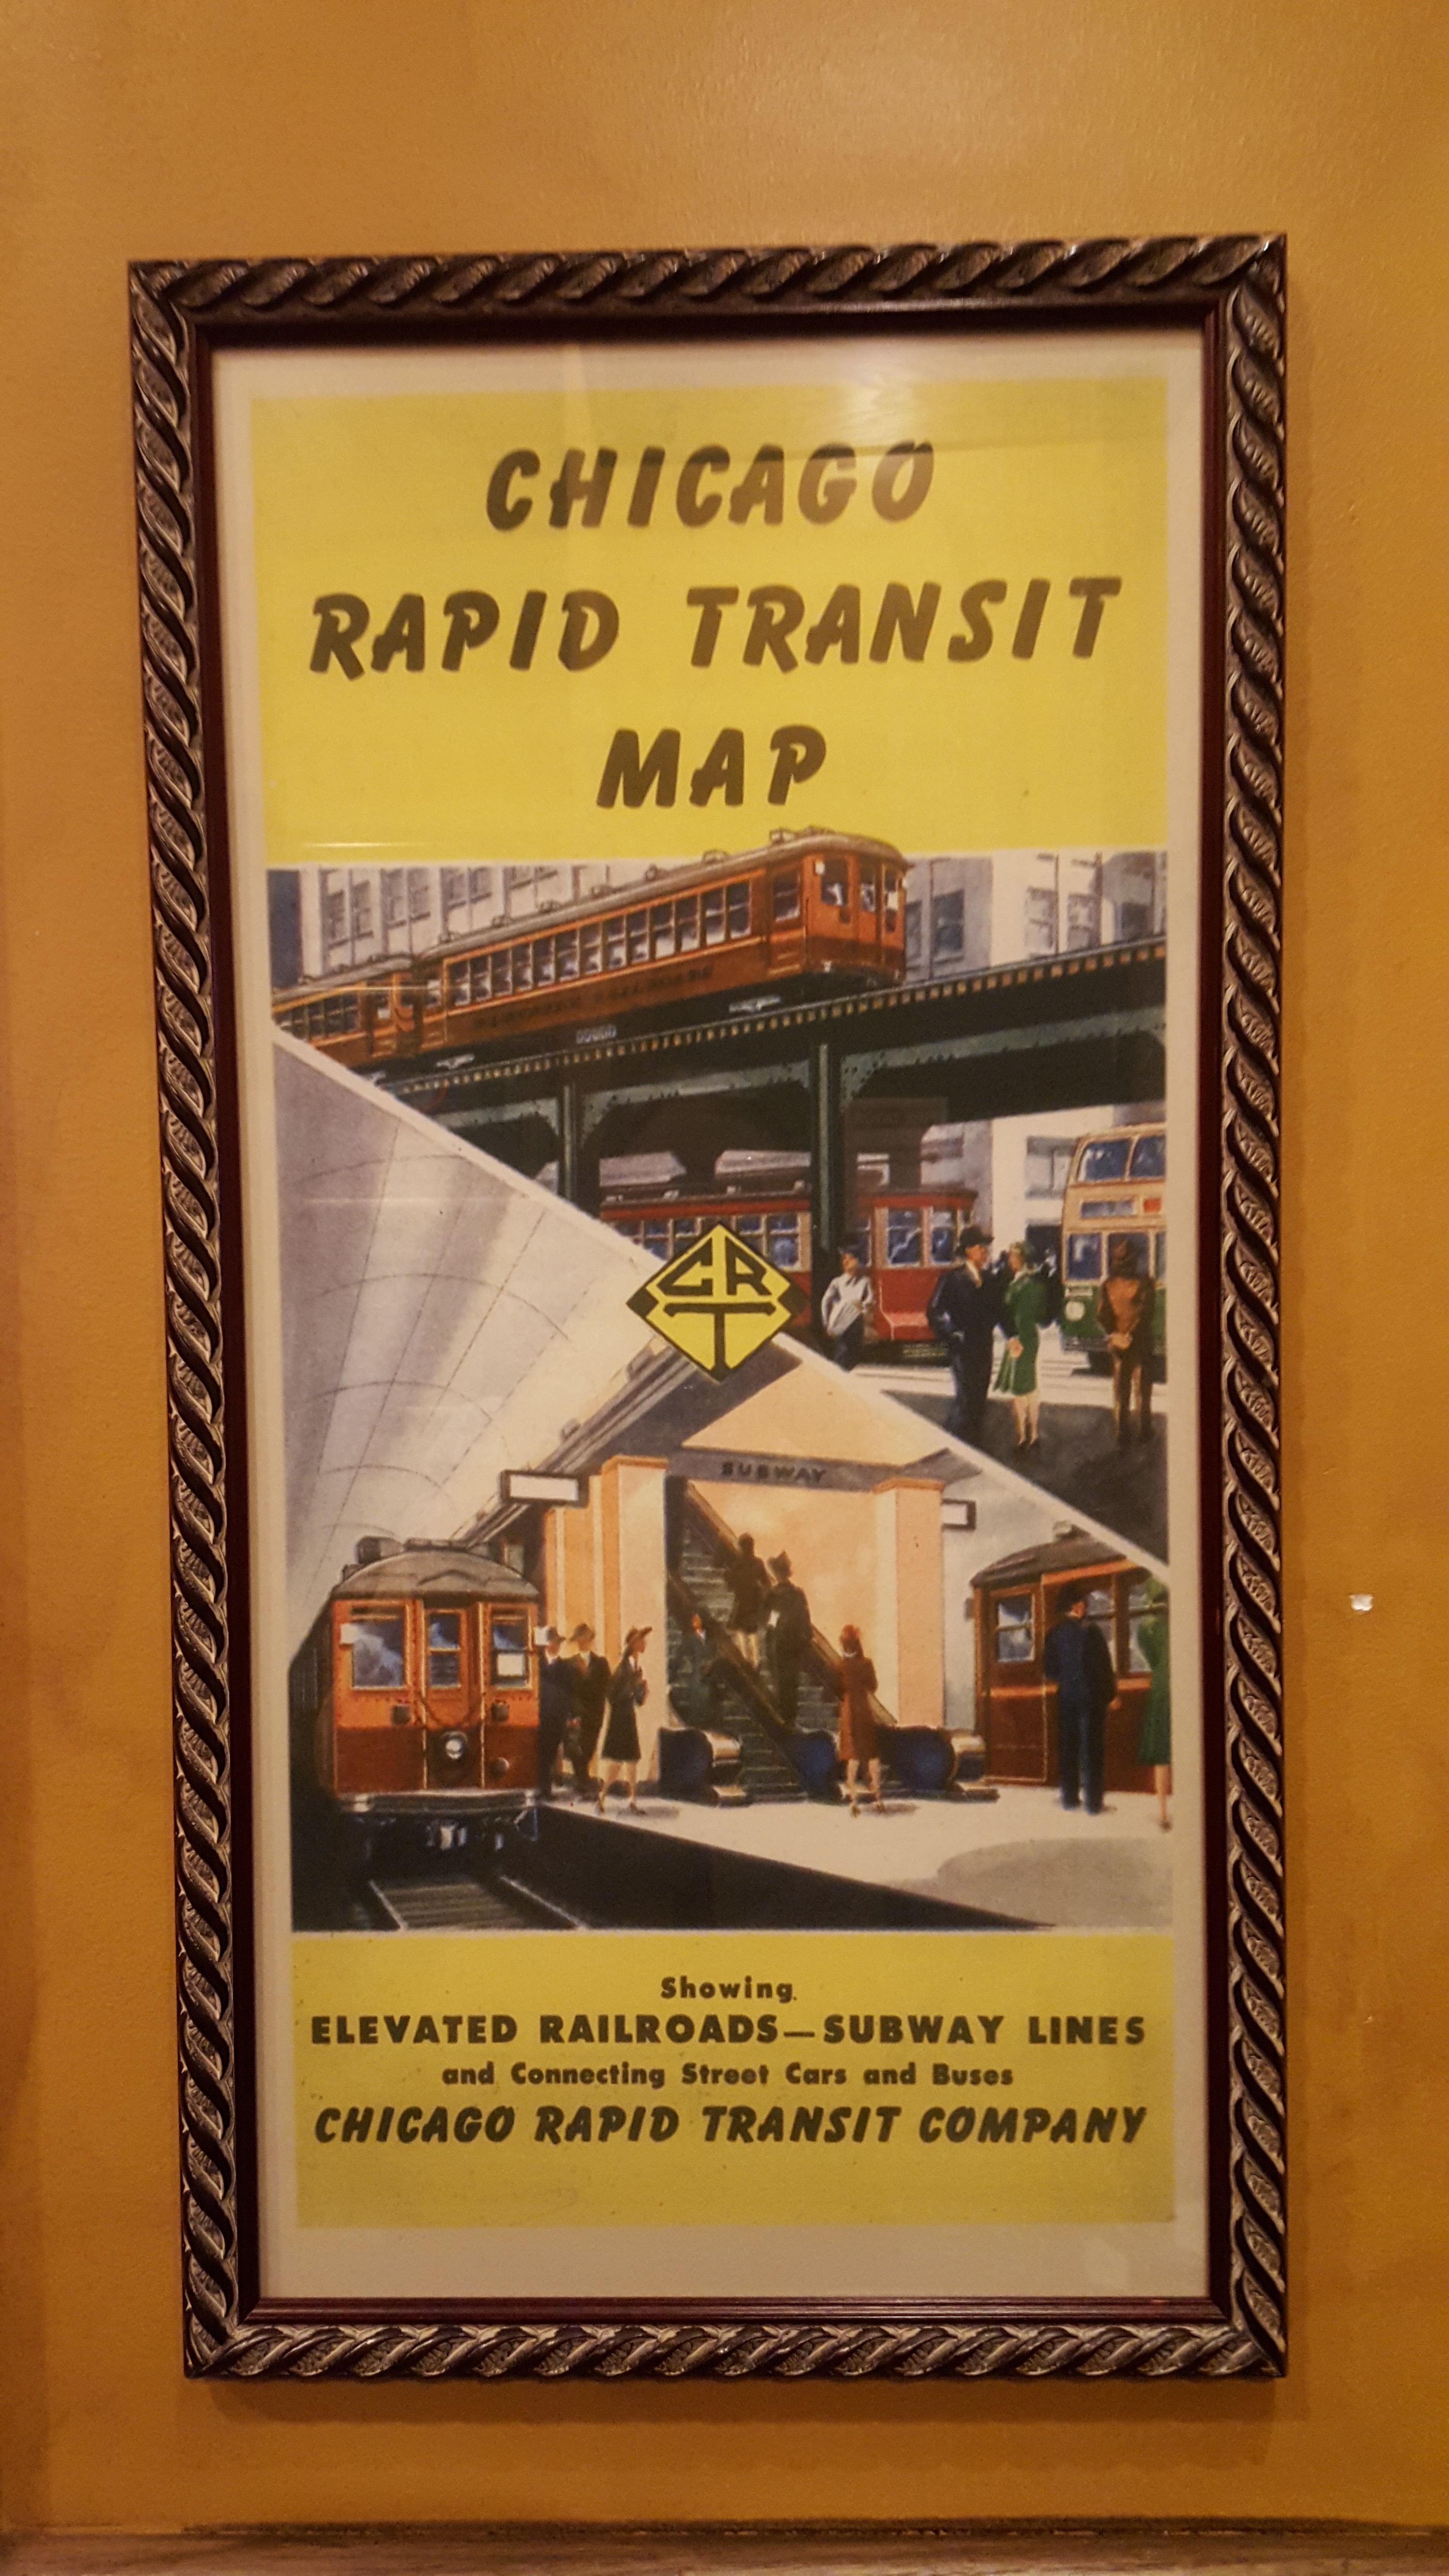 CHICAGO
RAPID TRANSIT
MAP
CRT
SUBWAY
Showing
ELEVATED RAILROADS—SUBWAY LINES
and Connecting Street Cars and Buses
CHICAGO RAPID TRANSIT COMPANY